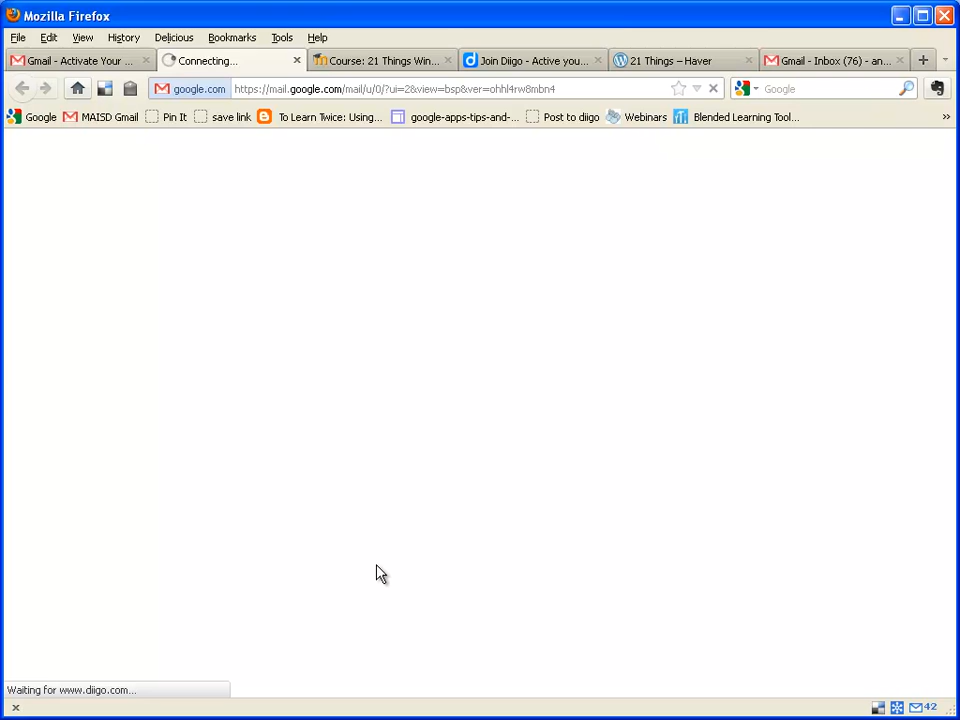 Mozilla Firefox
File Edit View History Delicious Bookmarks Tools Help
Gmail - Activate Your ... Connecting... Course: 21 Things Win... Join Diigo - Active you... 21 Things – Haver Gmail - Inbox (76) - an...
google.com https://mail.google.com/mail/u/0/?ui=2&view=bsp&ver=ohhl4rw8mbn4 Google
Google MAISD Gmail Pin It save link To Learn Twice: Using... google-apps-tips-and-... Post to diigo Webinars Blended Learning Tool... »
Waiting for www.diigo.com...
42